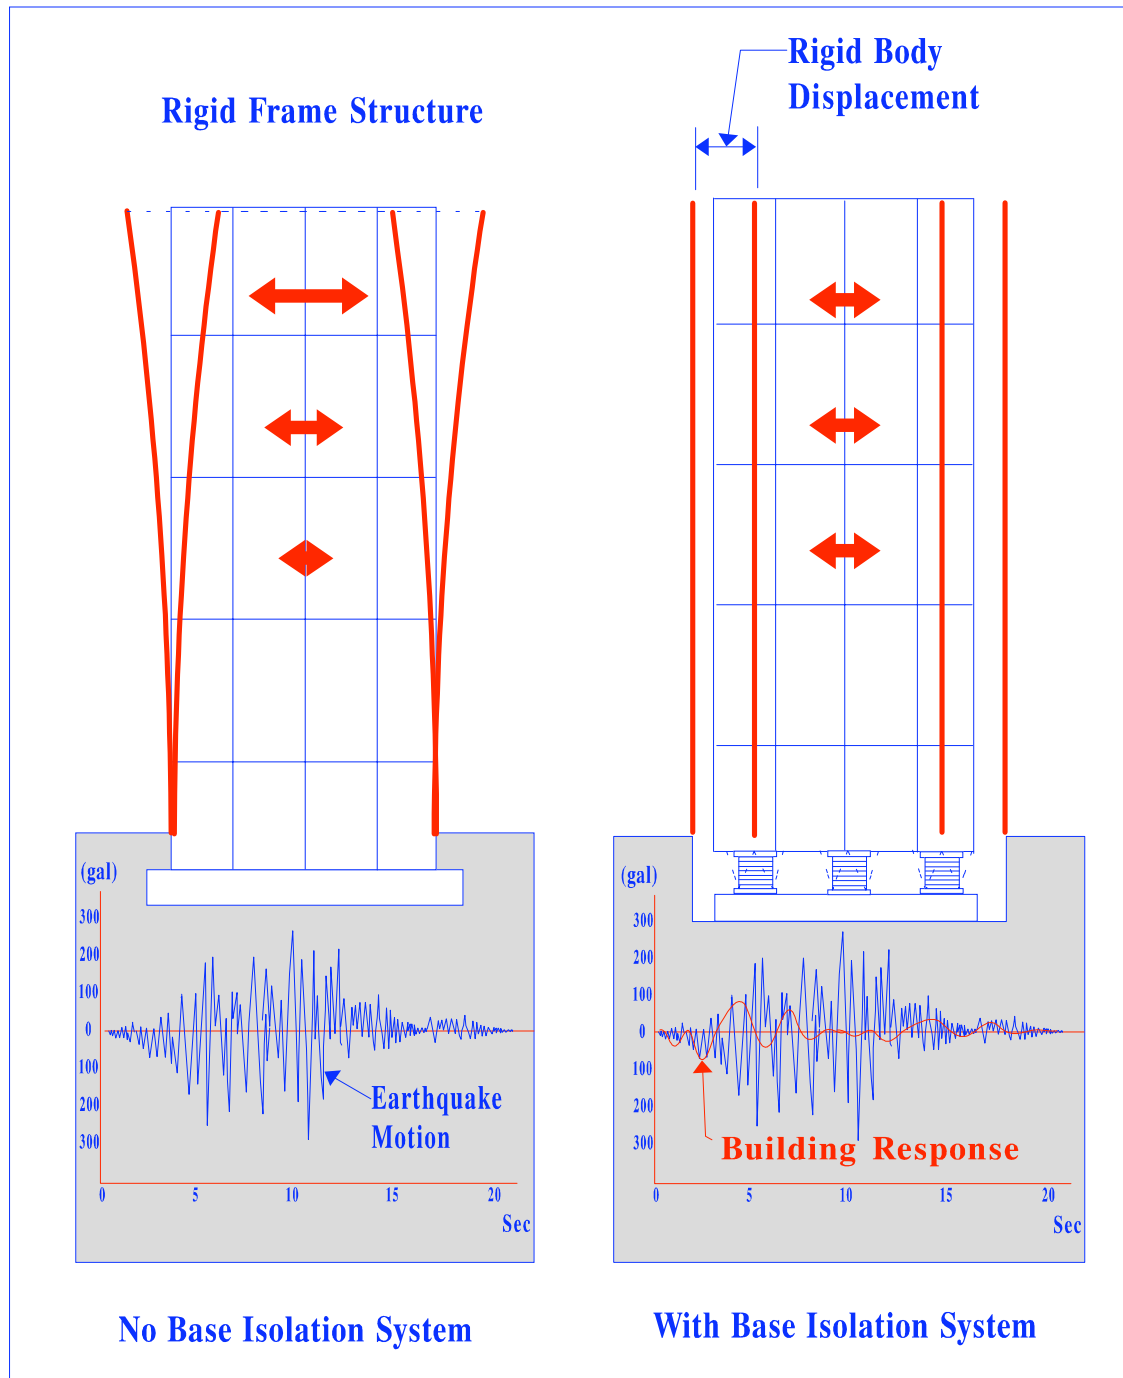 Rigid Body
Displacement
Rigid Frame Structure
(gal)
300
200
100
0
100
200
300
Earthquake
Motion
0 5 10 15 20
Sec
(gal)
300
200
100
0
100
200
300
Building Response
0 5 10 15 20
Sec
No Base Isolation System
With Base Isolation System